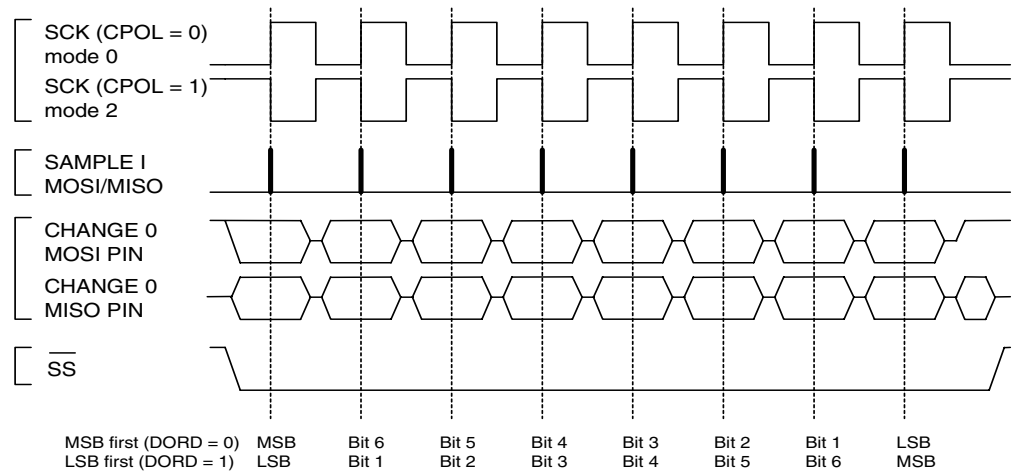 SCK (CPOL = 0)
mode 0
SCK (CPOL = 1)
mode 2
SAMPLE I
MOSI/MISO
CHANGE 0
MOSI PIN
CHANGE 0
MISO PIN
SS
MSB first (DORD = 0) MSB Bit 6 Bit 5 Bit 4 Bit 3 Bit 2 Bit 1 LSB
LSB first (DORD = 1) LSB Bit 1 Bit 2 Bit 3 Bit 4 Bit 5 Bit 6 MSB